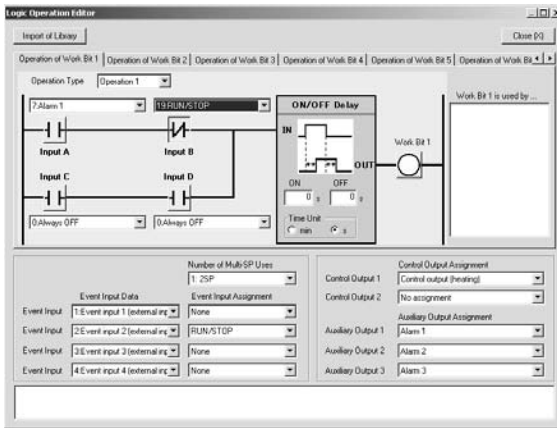 Logic Operation Editor
Import of Library
Close (X)
Operation of Work Bit 1 Operation of Work Bit 2 Operation of Work Bit 3 Operation of Work Bit 4 Operation of Work Bit 5 Operation of Work Bit
Operation Type Operation 1
Work Bit 1 is used by ...
7:Alarm 1 19:RUN/STOP ON/OFF Delay
IN
Work Bit 1
OUT
Input A Input B
Input C Input D
ON OFF
0 s 0 s
Time Unit
min s
0:Always OFF 0:Always OFF
Number of Multi-SP Uses
1: 2SP
Event Input Data Event Input Assignment
Event Input 1:Event input 1 (external inp None
Event Input 2:Event input 2 (external inp RUN/STOP
Event Input 3:Event input 3 (external inp None
Event Input 4:Event input 4 (external inp None
Control Output Assignment
Control Output 1 Control output (heating)
Control Output 2 No assignment
Auxiliary Output Assignment
Auxiliary Output 1 Alarm 1
Auxiliary Output 2 Alarm 2
Auxiliary Output 3 Alarm 3